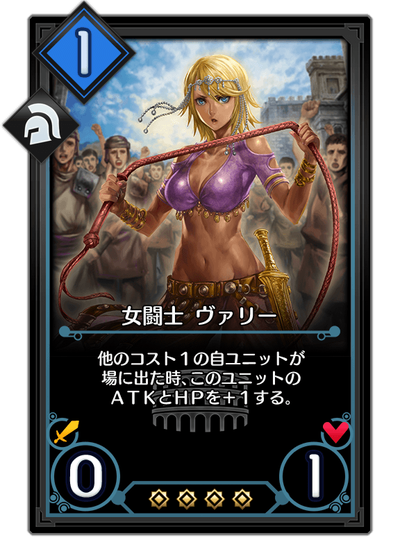 1
女闘士 ヴァリー
他のコスト1の自ユニットが
場に出た時、このユニットの
ATKとHPを+1する。
0
1